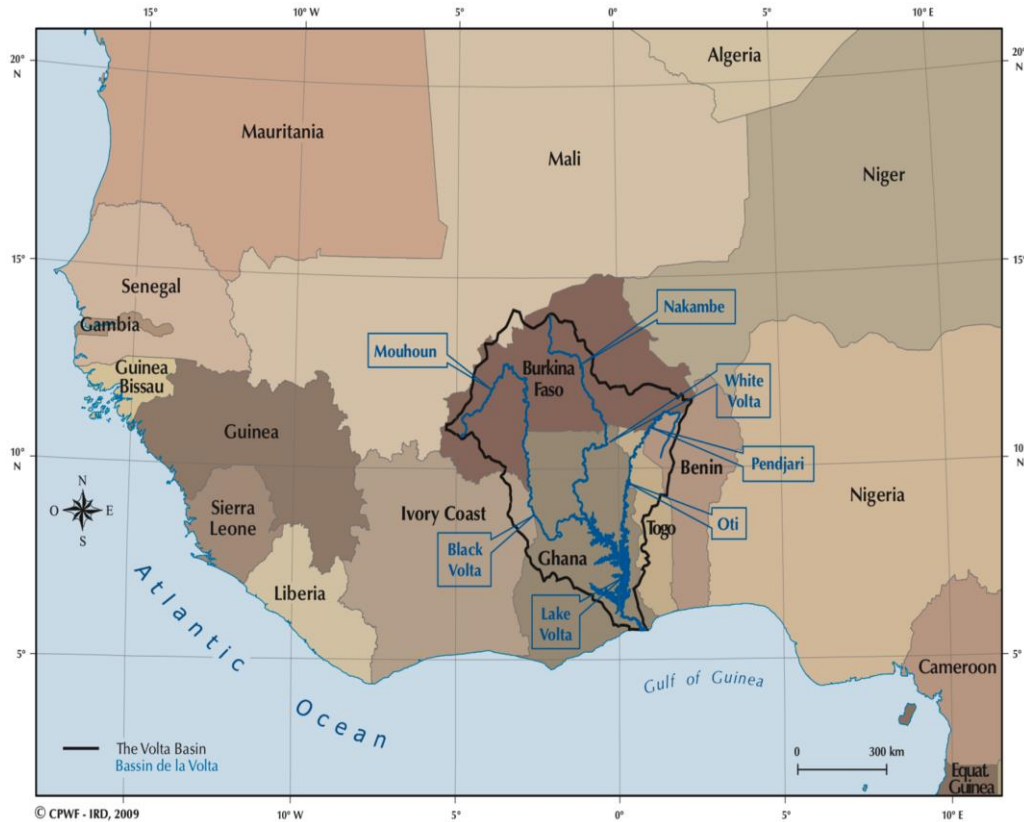 15°
10° W
5°
0°
5°
10° E
20°
N
20°
N
Algeria
Mauritania
Mali
Niger
15°
15°
Senegal
Gambia
Nakambe
Mouhoun
Guinea
Bissau
Burkina
Faso
White
Volta
Guinea
10°
N
10°
N
Benin
Pendjari
N
O
E
S
Sierra
Leone
Ivory Coast
Nigeria
Togo
Oti
Black
Volta
Ghana
Liberia
Lake
Volta
Atlantic
Ocean
5°
5°
Gulf of Guinea
Cameroon
The Volta Basin
Bassin de la Volta
0
300 km
Equat.
Guinea
© CPWF - IRD, 2009
10° W
5°
0°
5°
10° E